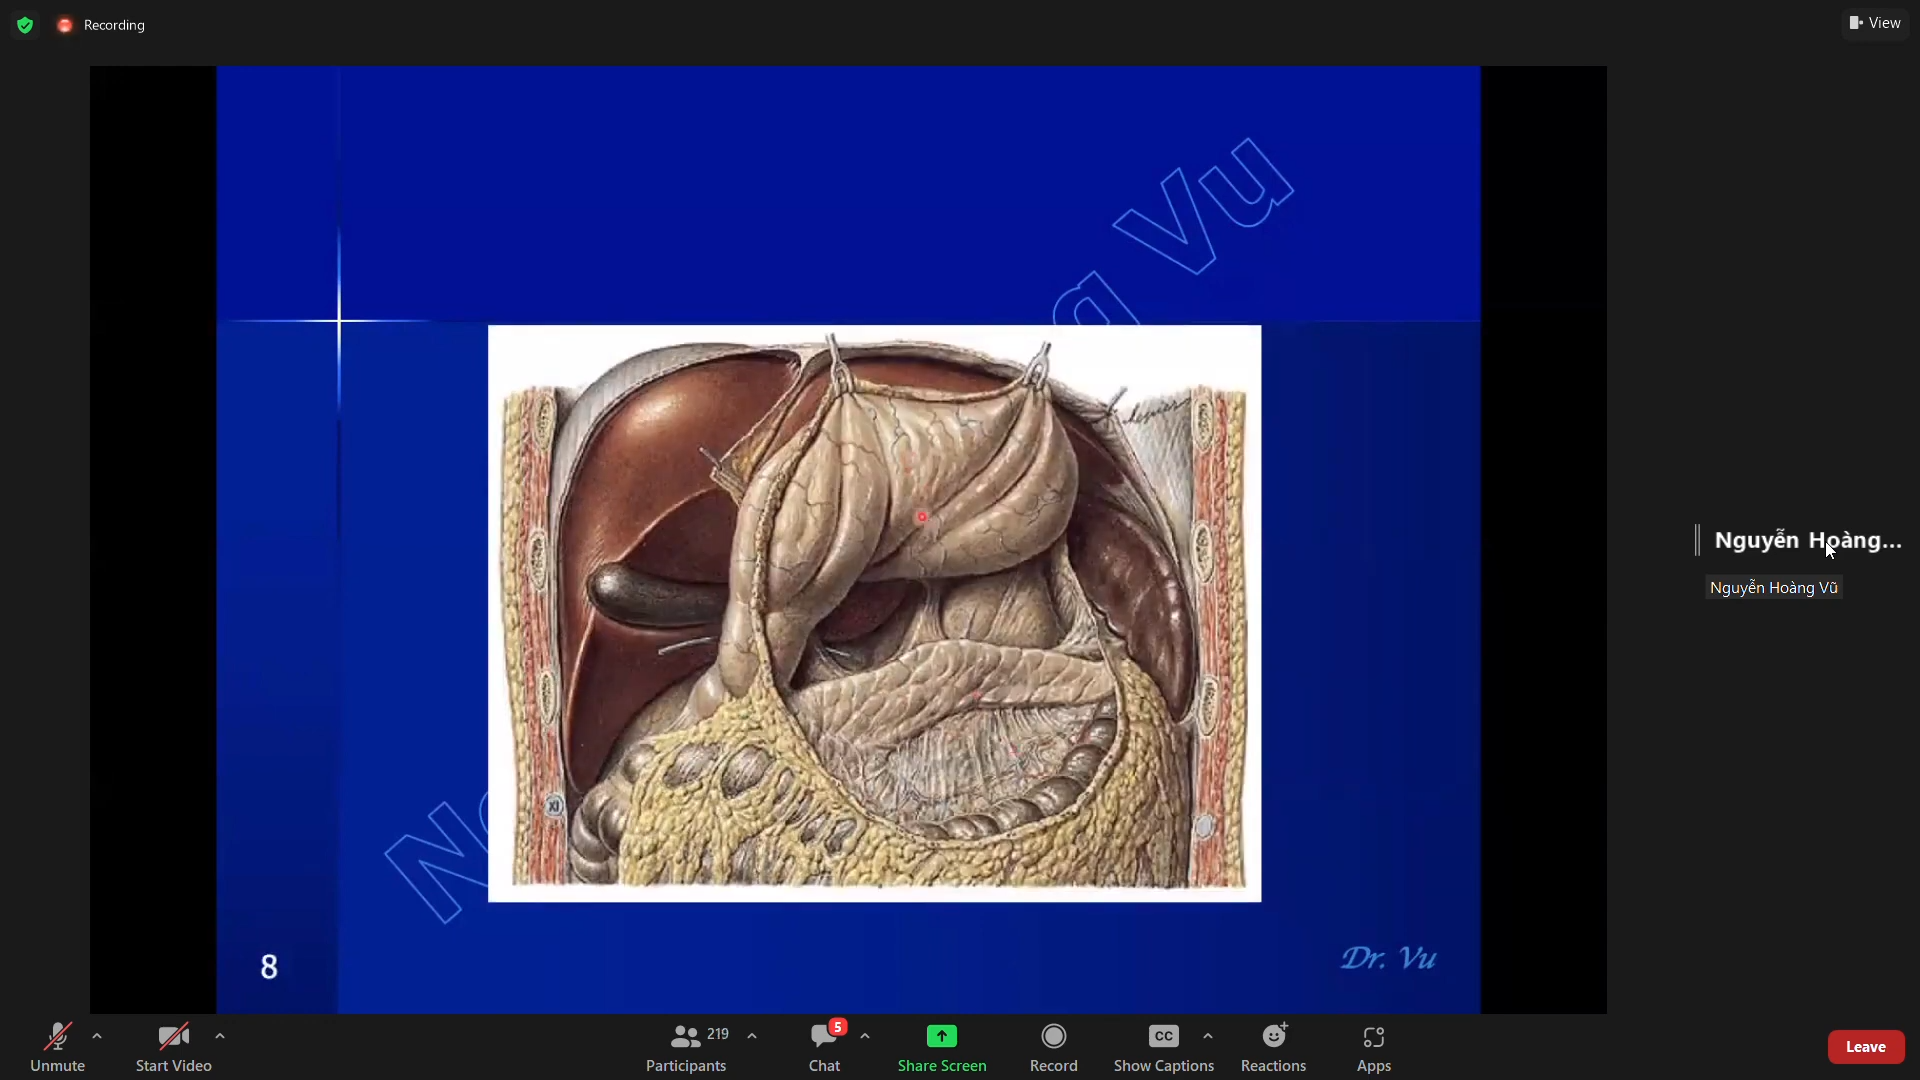 Recording
View
Vu
g
N
XI
8
Dr. Vu
Nguyễn Hoàng...
Nguyễn Hoàng Vũ
Unmute
Start Video
219
Participants
5
Chat
Share Screen
Record
CC
Show Captions
Reactions
Apps
Leave